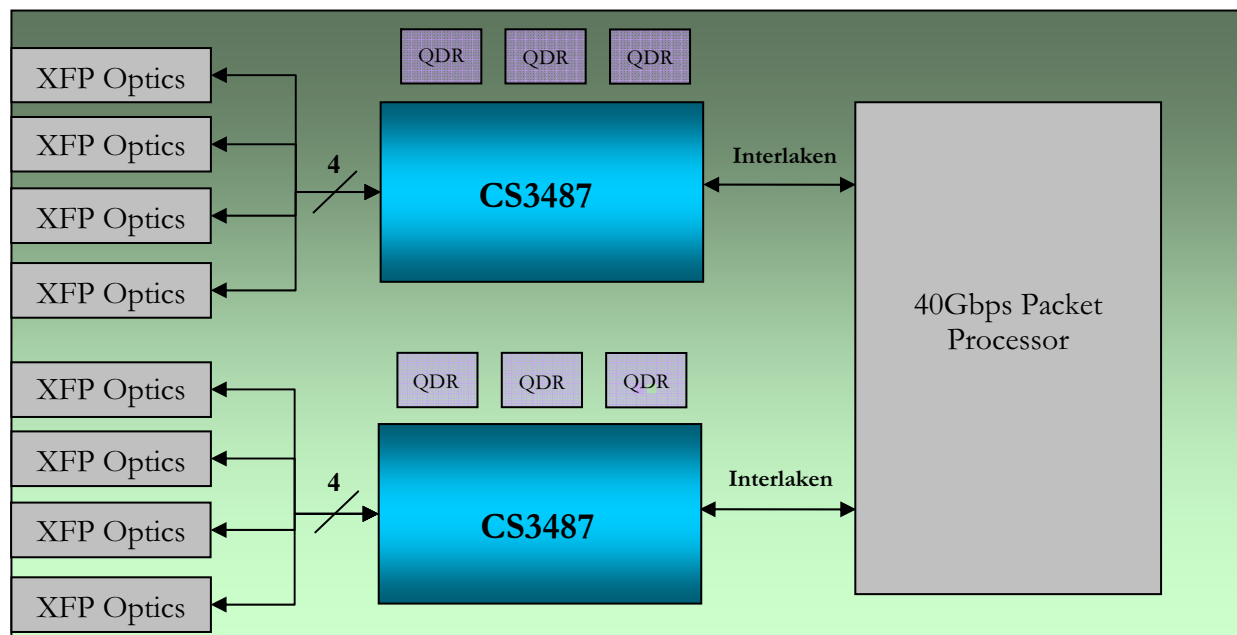 XFP Optics
XFP Optics
XFP Optics
XFP Optics
QDR QDR QDR
4
CS3487
Interlaken
XFP Optics
XFP Optics
XFP Optics
XFP Optics
QDR QDR QDR
4
CS3487
Interlaken
40Gbps Packet
Processor